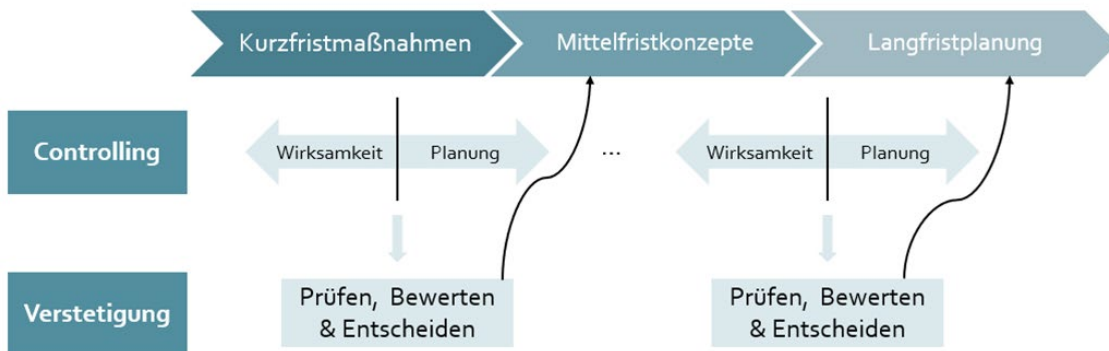 Kurzfristmaßnahmen
Mittelfristkonzepte
Langfristplanung
Controlling
Wirksamkeit
Planung
...
Wirksamkeit
Planung
Verstetigung
Prüfen, Bewerten
& Entscheiden
Prüfen, Bewerten
& Entscheiden